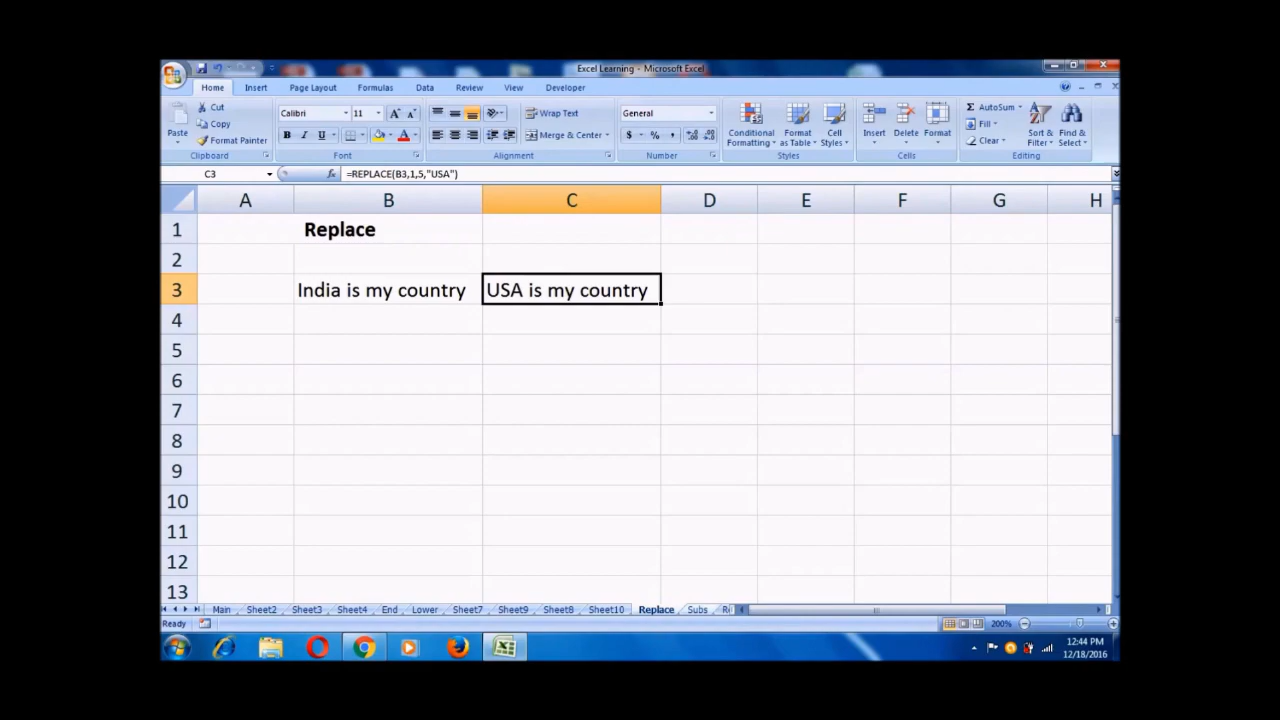 Excel Learning - Microsoft Excel
Home Insert Page Layout Formulas Data Review View Developer
Cut
Copy
Format Painter
Paste
Clipboard
Calibri 11
B I U
Font
Wrap Text
Merge & Center
Alignment
General
$ % ,
Number
Conditional Formatting
Format as Table
Cell Styles
Styles
Insert Delete Format
Cells
Σ AutoSum
Fill
Clear
Sort & Filter
Find & Select
Editing
C3 fx =REPLACE(B3,1,5,"USA")
A B C D E F G H
1 Replace
2
3 India is my country USA is my country
4
5
6
7
8
9
10
11
12
13
Main Sheet2 Sheet3 Sheet4 End Lower Sheet7 Sheet9 Sheet8 Sheet10 Replace Subs
Ready 200%
12:44 PM
12/18/2016